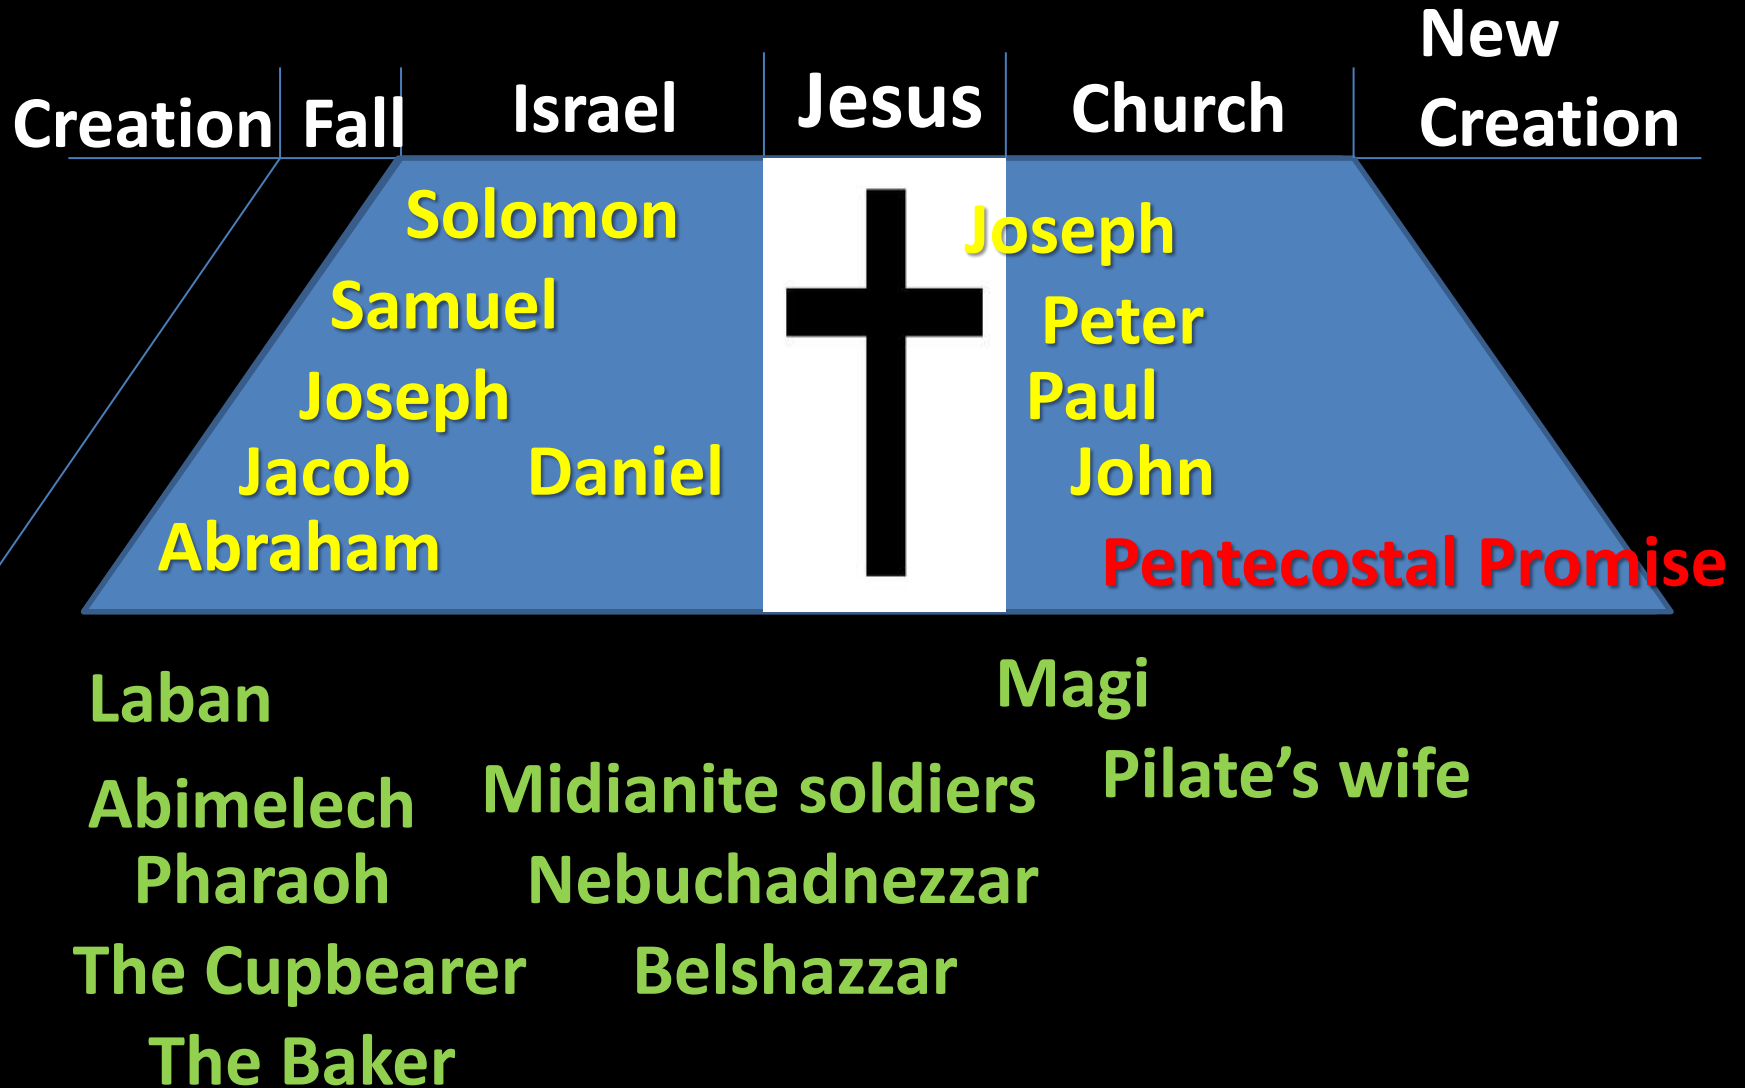 New
Creation
Creation
Fall
Israel
Jesus
Church
Solomon
Samuel
Joseph
Jacob
Daniel
Abraham
Joseph
Peter
Paul
John
Pentecostal Promise
Laban
Abimelech
Pharaoh
The Cupbearer
The Baker
Midianite soldiers
Nebuchadnezzar
Belshazzar
Magi
Pilate’s wife